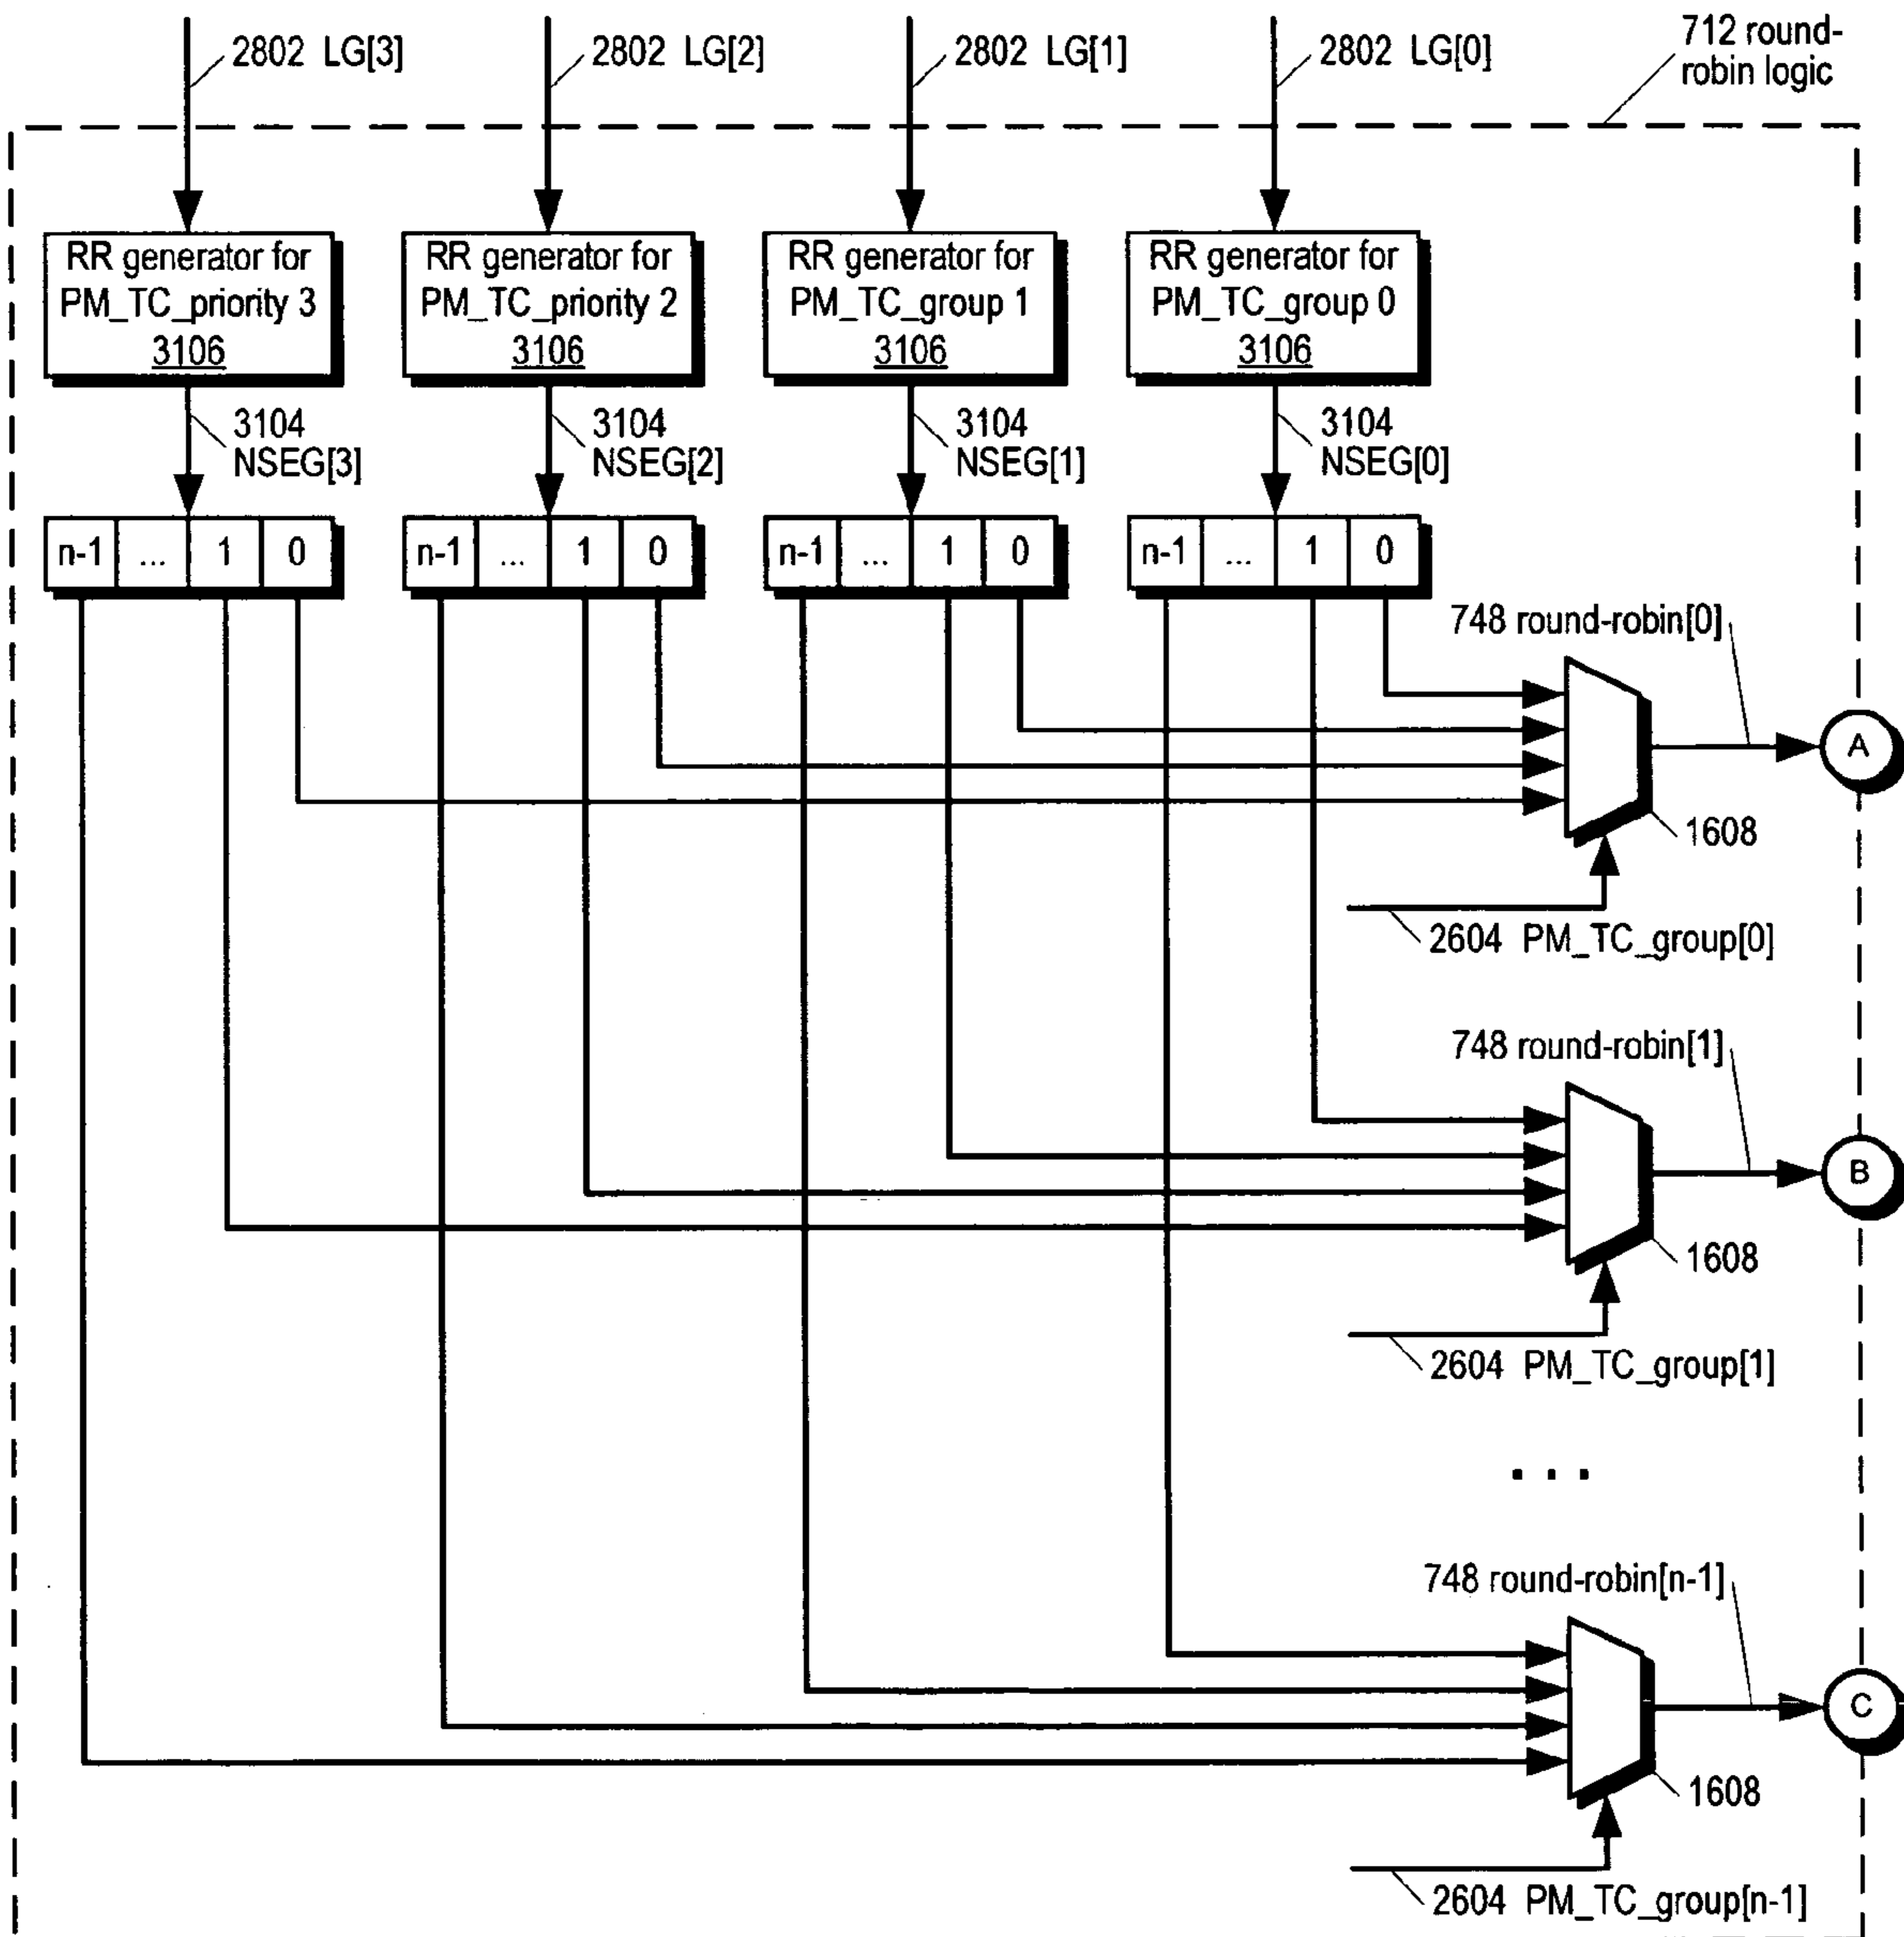 2802 LG[3]
2802 LG[2]
2802 LG[1]
2802 LG[0]
712 round-
robin logic
RR generator for
PM_TC_priority 3
3106
RR generator for
PM_TC_priority 2
3106
RR generator for
PM_TC_group 1
3106
RR generator for
PM_TC_group 0
3106
3104
NSEG[3]
3104
NSEG[2]
3104
NSEG[1]
3104
NSEG[0]
n-1 ... 1 0
n-1 ... 1 0
n-1 ... 1 0
n-1 ... 1 0
748 round-robin[0]
A
1608
2604 PM_TC_group[0]
748 round-robin[1]
B
1608
2604 PM_TC_group[1]
...
748 round-robin[n-1]
C
1608
2604 PM_TC_group[n-1]